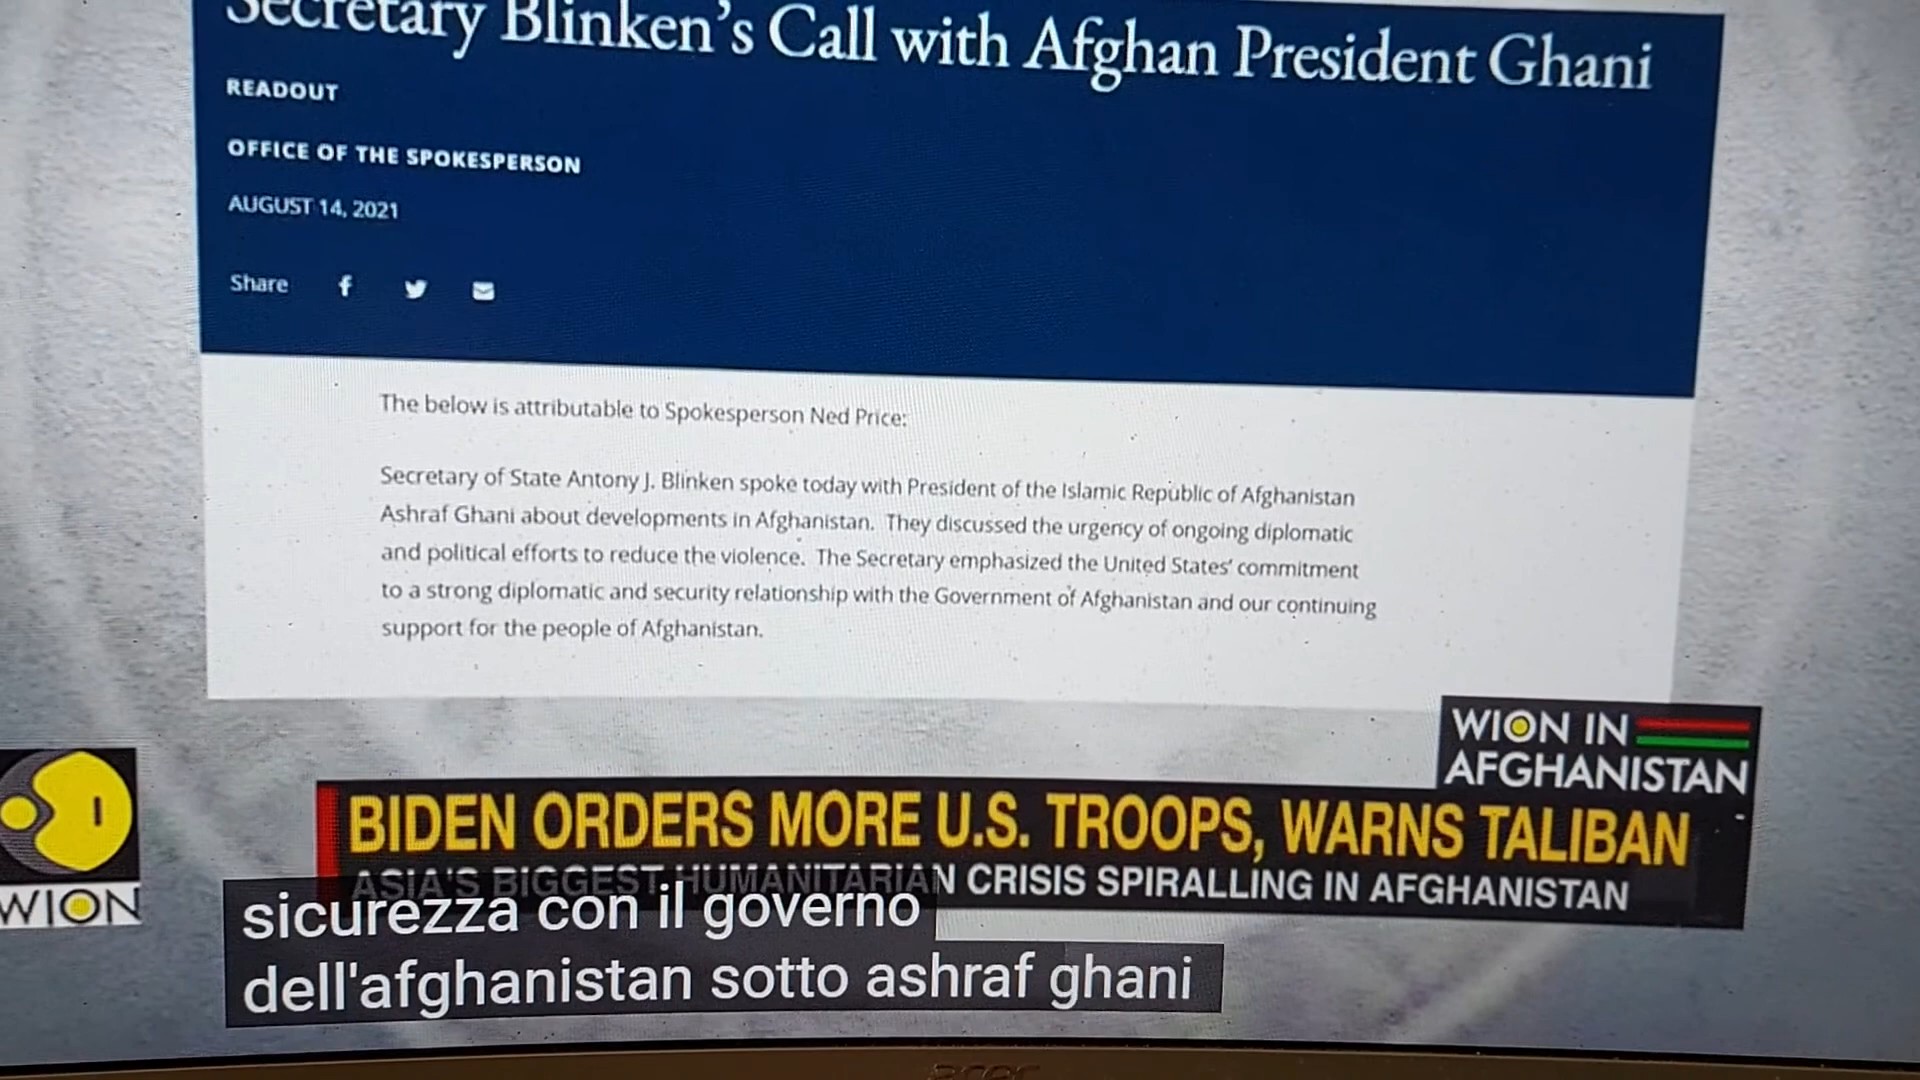 Secretary Blinken's Call with Afghan President Ghani
READOUT
OFFICE OF THE SPOKESPERSON
AUGUST 14, 2021
Share
The below is attributable to Spokesperson Ned Price:
Secretary of State Antony J. Blinken spoke today with President of the Islamic Republic of Afghanistan
Ashraf Ghani about developments in Afghanistan. They discussed the urgency of ongoing diplomatic
and political efforts to reduce the violence. The Secretary emphasized the United States' commitment
to a strong diplomatic and security relationship with the Government of Afghanistan and our continuing
support for the people of Afghanistan.
WION IN
AFGHANISTAN
BIDEN ORDERS MORE U.S. TROOPS, WARNS TALIBAN
ASIA'S BIGGEST HUMANITARIAN CRISIS SPIRALLING IN AFGHANISTAN
WION
sicurezza con il governo
dell'afghanistan sotto ashraf ghani
acer